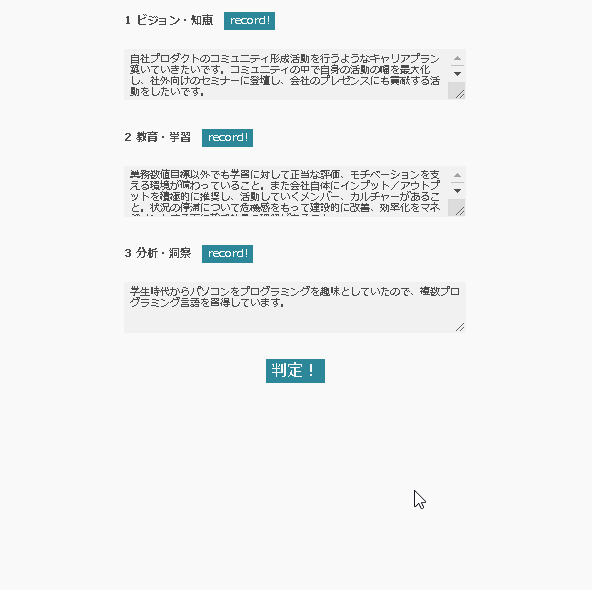 1 ビジョン・知恵 record!
自社プロダクトのコミュニティ形成活動を行うようなキャリアプラン
築いていきたいです。コミュニティの中で自身の活動の幅を最大化
し、社外向けのセミナーに登壇し、会社のプレゼンスにも貢献する活
動をしたいです。
2 教育・学習 record!
業務数値目標以外でも学習に対して正当な評価、モチベーションを支
える環境が備わっていること。また会社自体にインプット／アウトプ
ットを積極的に推奨し、活動していくメンバー、カルチャーがあるこ
と。状況の停滞について危機感をもって建設的に改善、効率化をマネ
3 分析・洞察 record!
学生時代からパソコンをプログラミングを趣味としていたので、複数プロ
グラミング言語を習得しています。
判定！